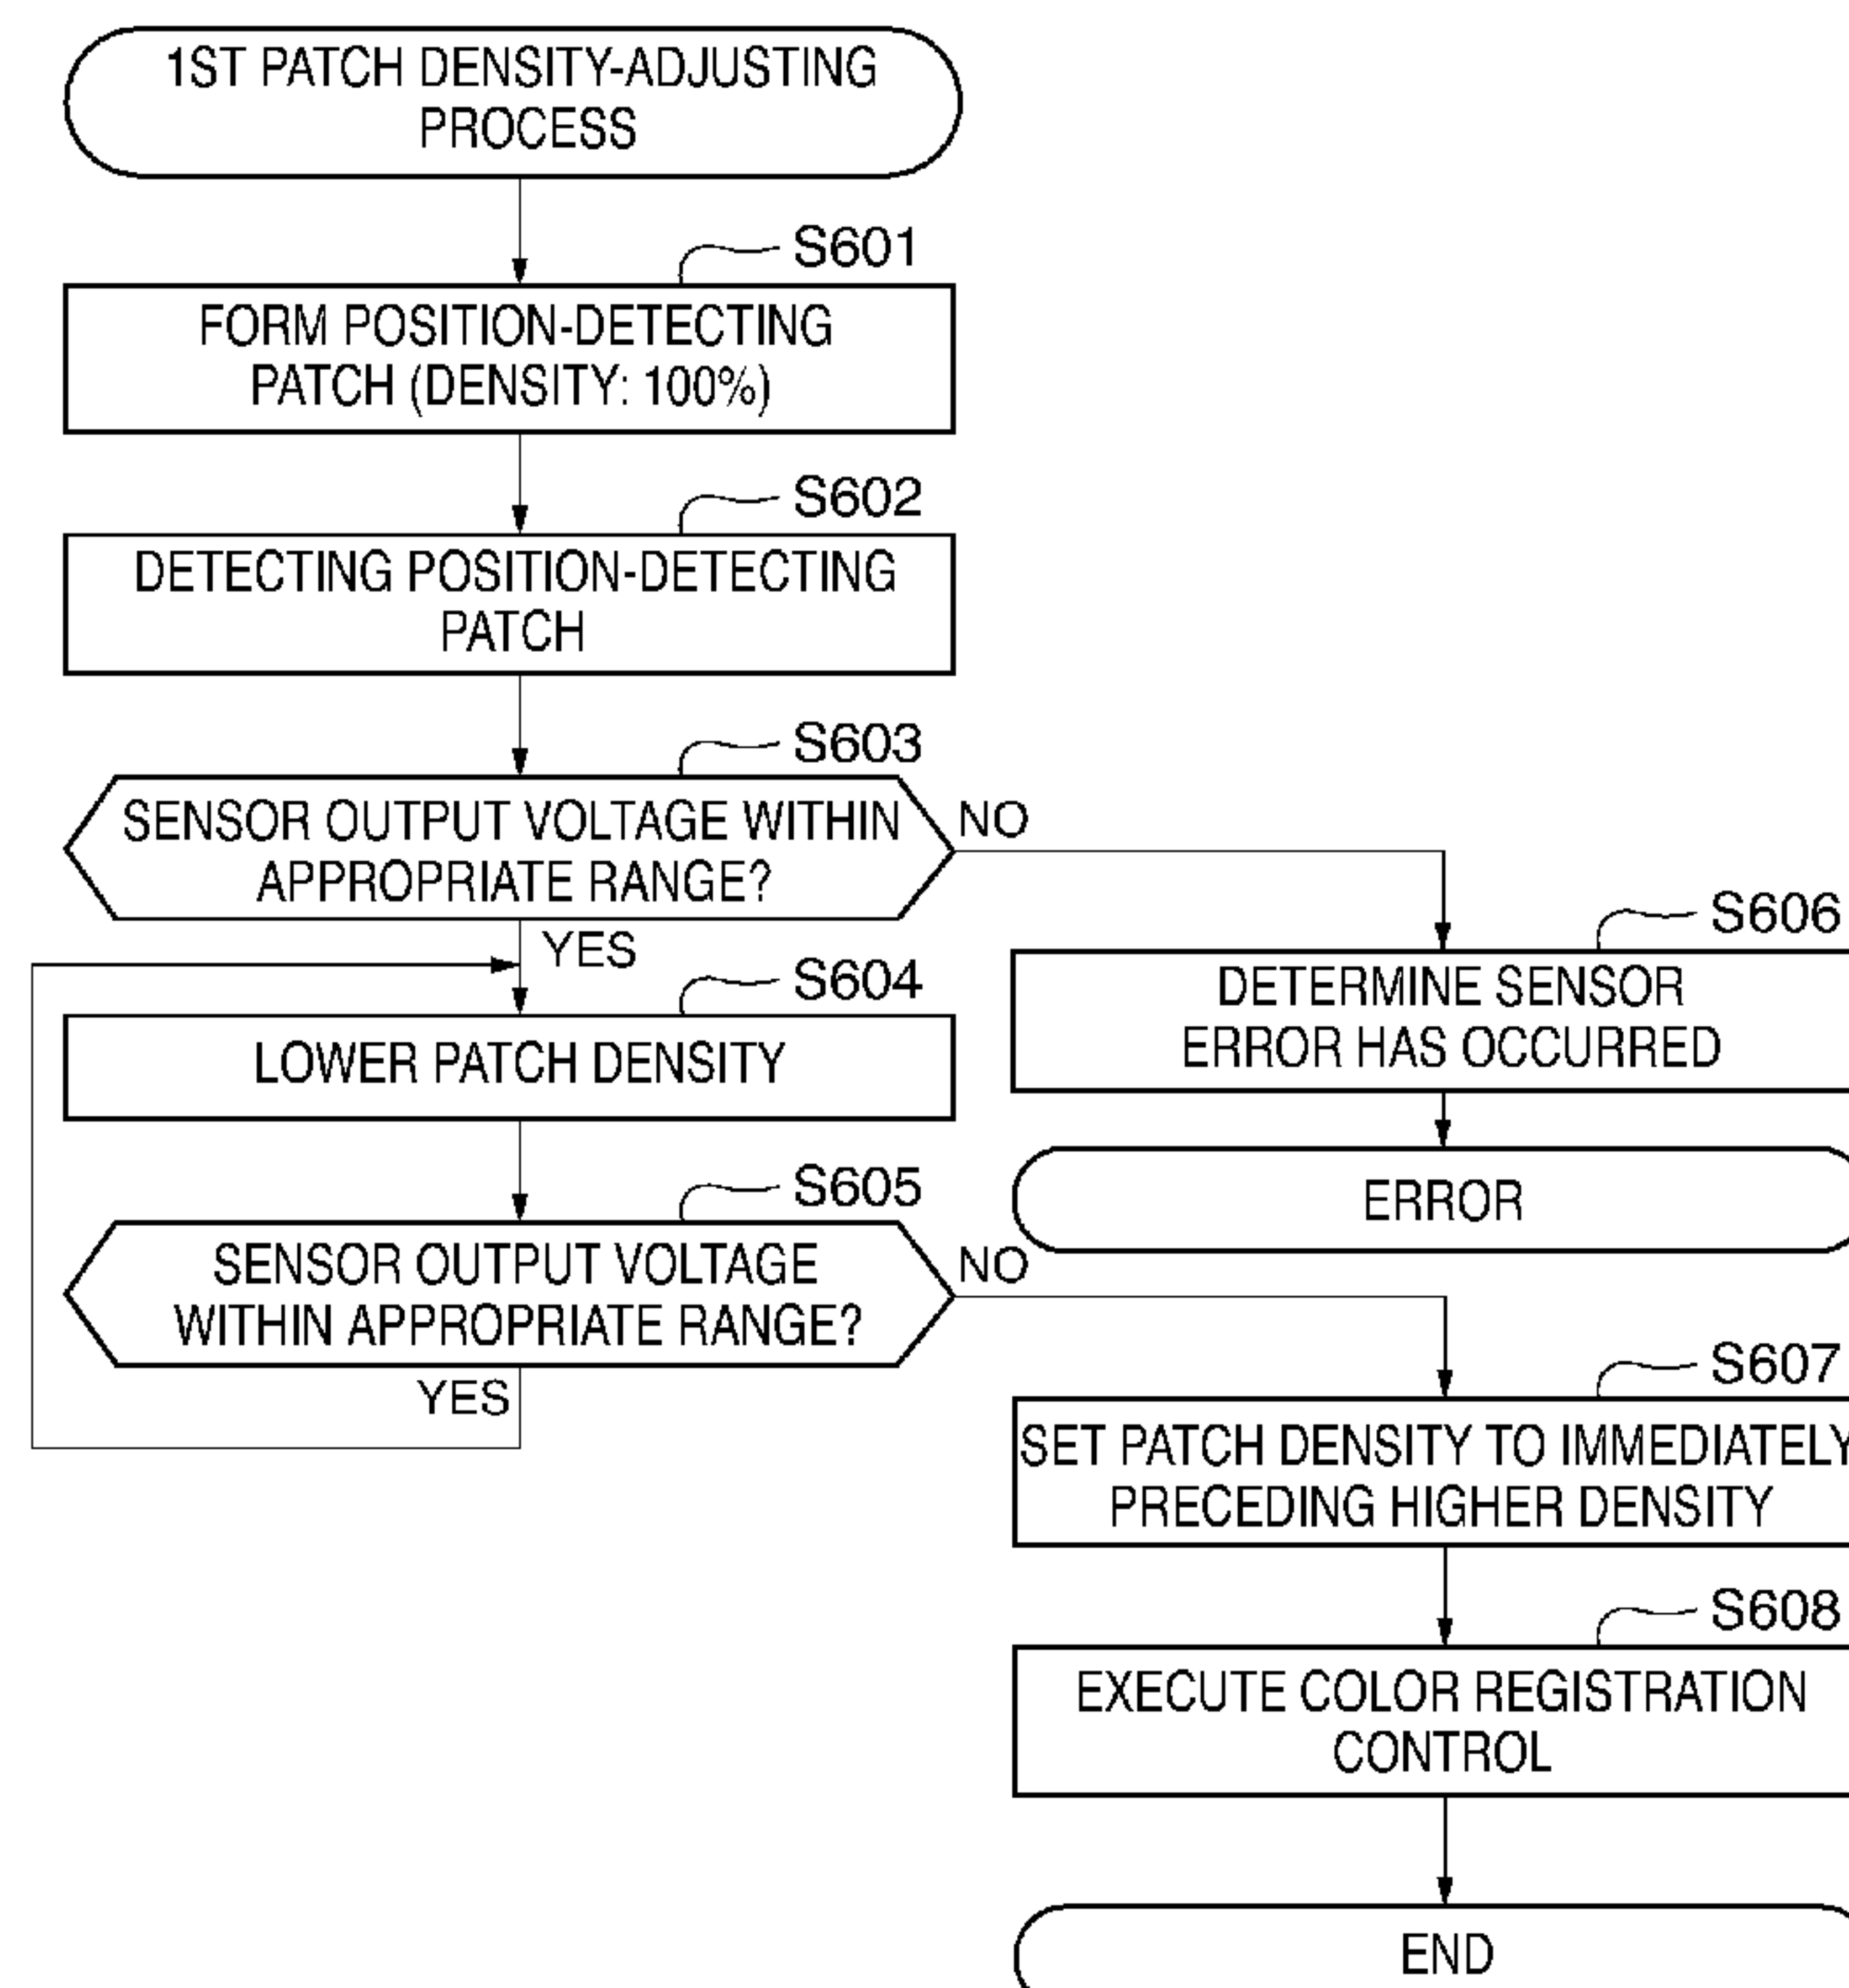 1ST PATCH DENSITY-ADJUSTING
PROCESS
S601
FORM POSITION-DETECTING
PATCH (DENSITY: 100%)
S602
DETECTING POSITION-DETECTING
PATCH
S603
SENSOR OUTPUT VOLTAGE WITHIN
APPROPRIATE RANGE?
NO
YES
S604
LOWER PATCH DENSITY
S605
SENSOR OUTPUT VOLTAGE
WITHIN APPROPRIATE RANGE?
NO
YES
S606
DETERMINE SENSOR
ERROR HAS OCCURRED
ERROR
S607
SET PATCH DENSITY TO IMMEDIATELY
PRECEDING HIGHER DENSITY
S608
EXECUTE COLOR REGISTRATION
CONTROL
END